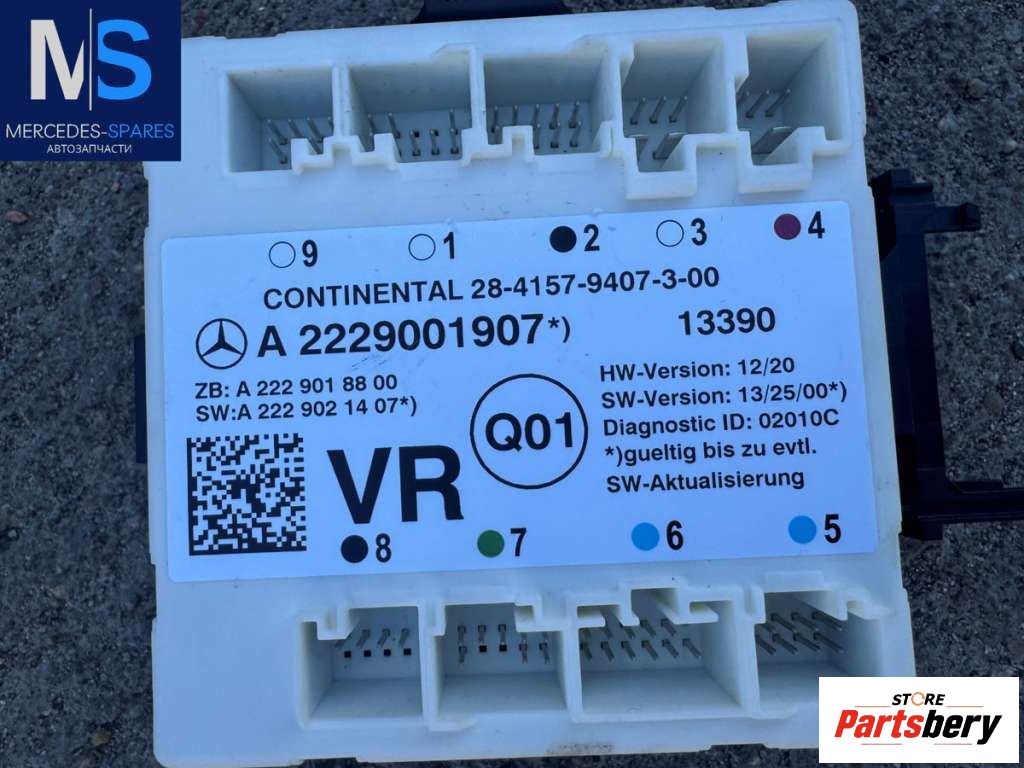 MS
MERCEDES-SPARES
АВТОЗАПЧАСТИ
9 1 2 3 4
CONTINENTAL 28-4157-9407-3-00
A 2229001907*) 13390
ZB: A 222 901 88 00
SW:A 222 902 14 07*)
HW-Version: 12/20
SW-Version: 13/25/00*)
Diagnostic ID: 02010C
*)gueltig bis zu evtl.
SW-Aktualisierung
Q01
VR
8 7 6 5
STORE
Partsbery